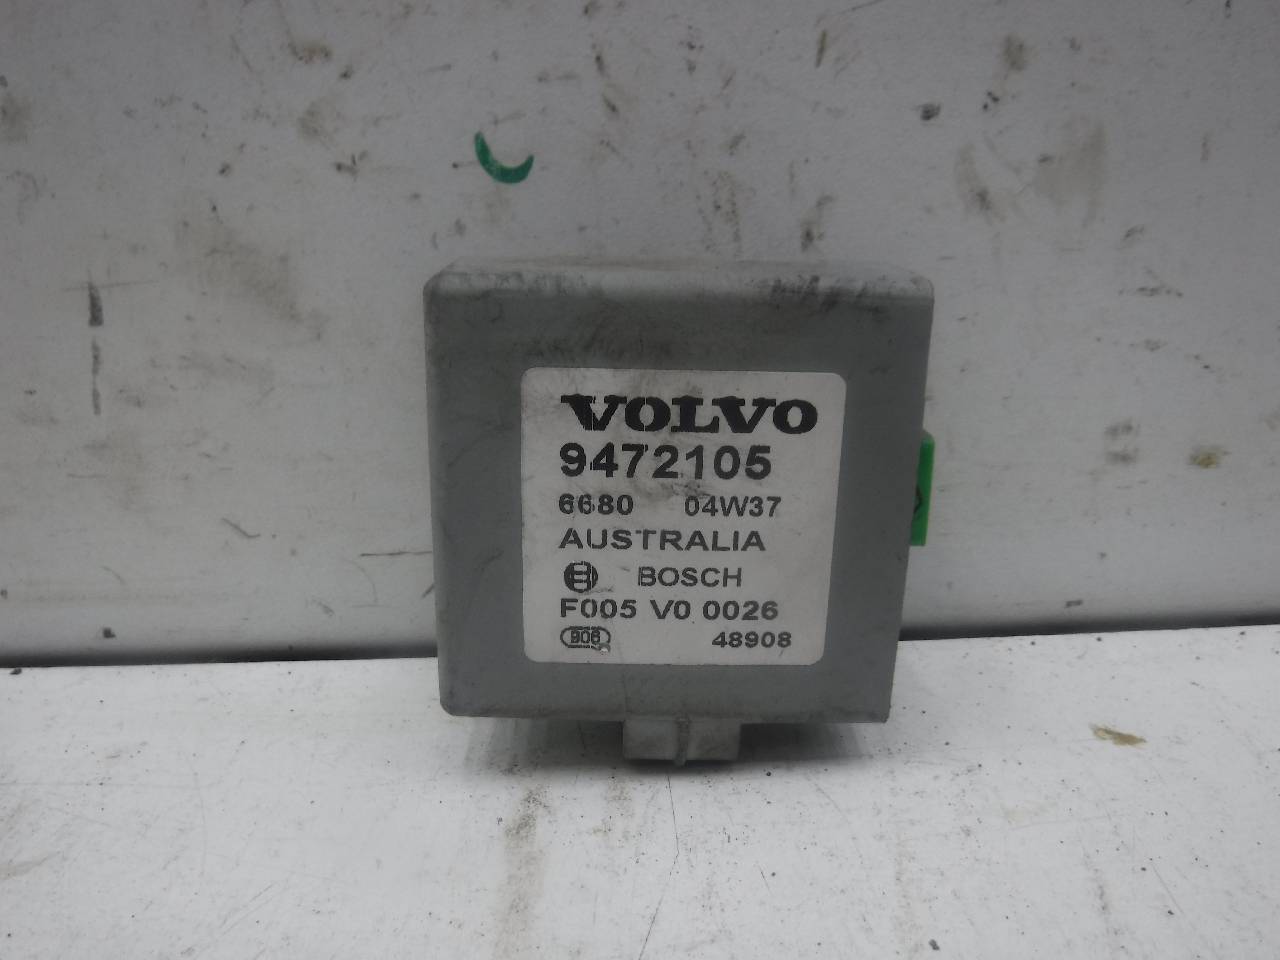 VOLVO
9472105
6680 04W37
AUSTRALIA
BOSCH
F005 V0 0026
906 48908